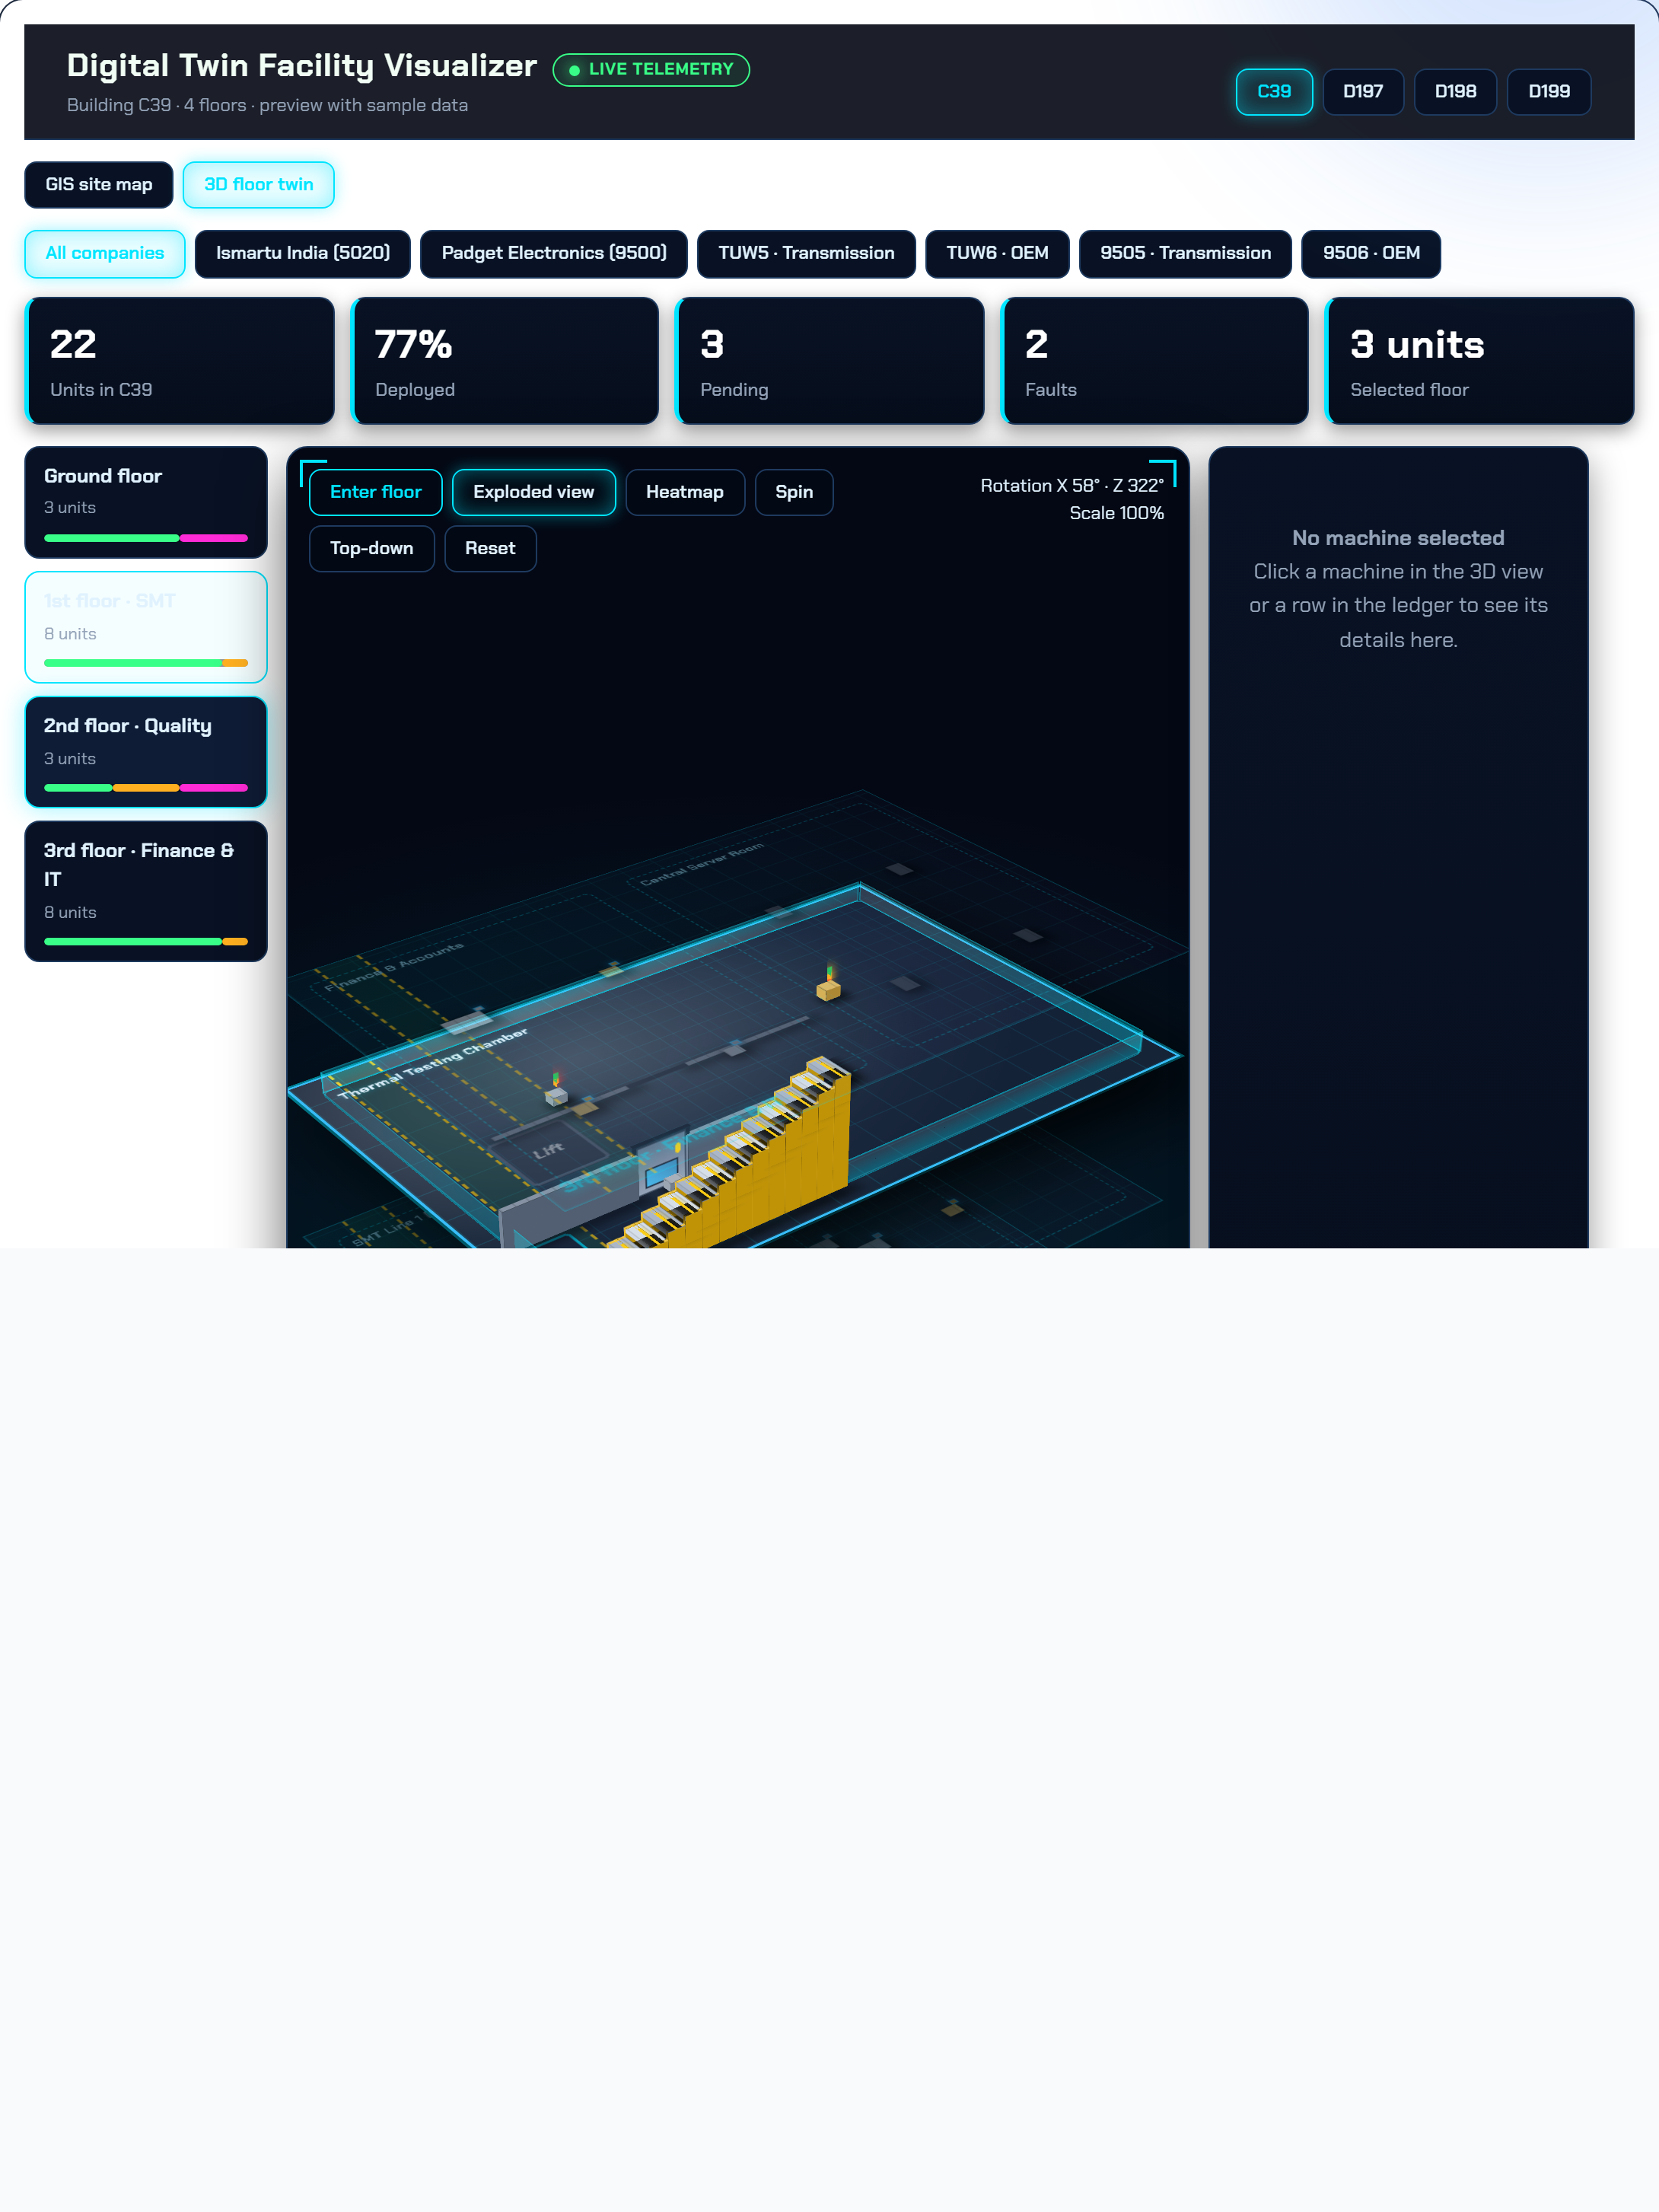 Digital Twin Facility Visualizer
LIVE TELEMETRY
Building C39 · 4 floors · preview with sample data
C39
D197
D198
D199
GIS site map
3D floor twin
All companies
Ismartu India (5020)
Padget Electronics (9500)
TUW5 · Transmission
TUW6 · OEM
9505 · Transmission
9506 · OEM
22
Units in C39
77%
Deployed
3
Pending
2
Faults
3 units
Selected floor
Ground floor
3 units
1st floor · SMT
8 units
2nd floor · Quality
3 units
3rd floor · Finance &
IT
8 units
Enter floor
Exploded view
Heatmap
Spin
Top-down
Reset
Rotation X 58° · Z 322°
Scale 100%
Central Server Room
Finance & Accounts
Thermal Testing Chamber
Lift
3rd floor · Finance
SMT Line 1
No machine selected
Click a machine in the 3D view
or a row in the ledger to see its
details here.